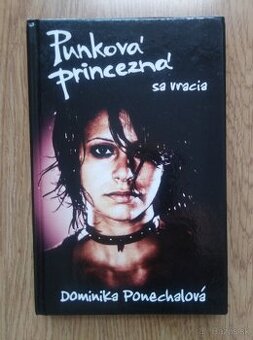 Punková
princezná
sa vracia
Dominika Ponechalová